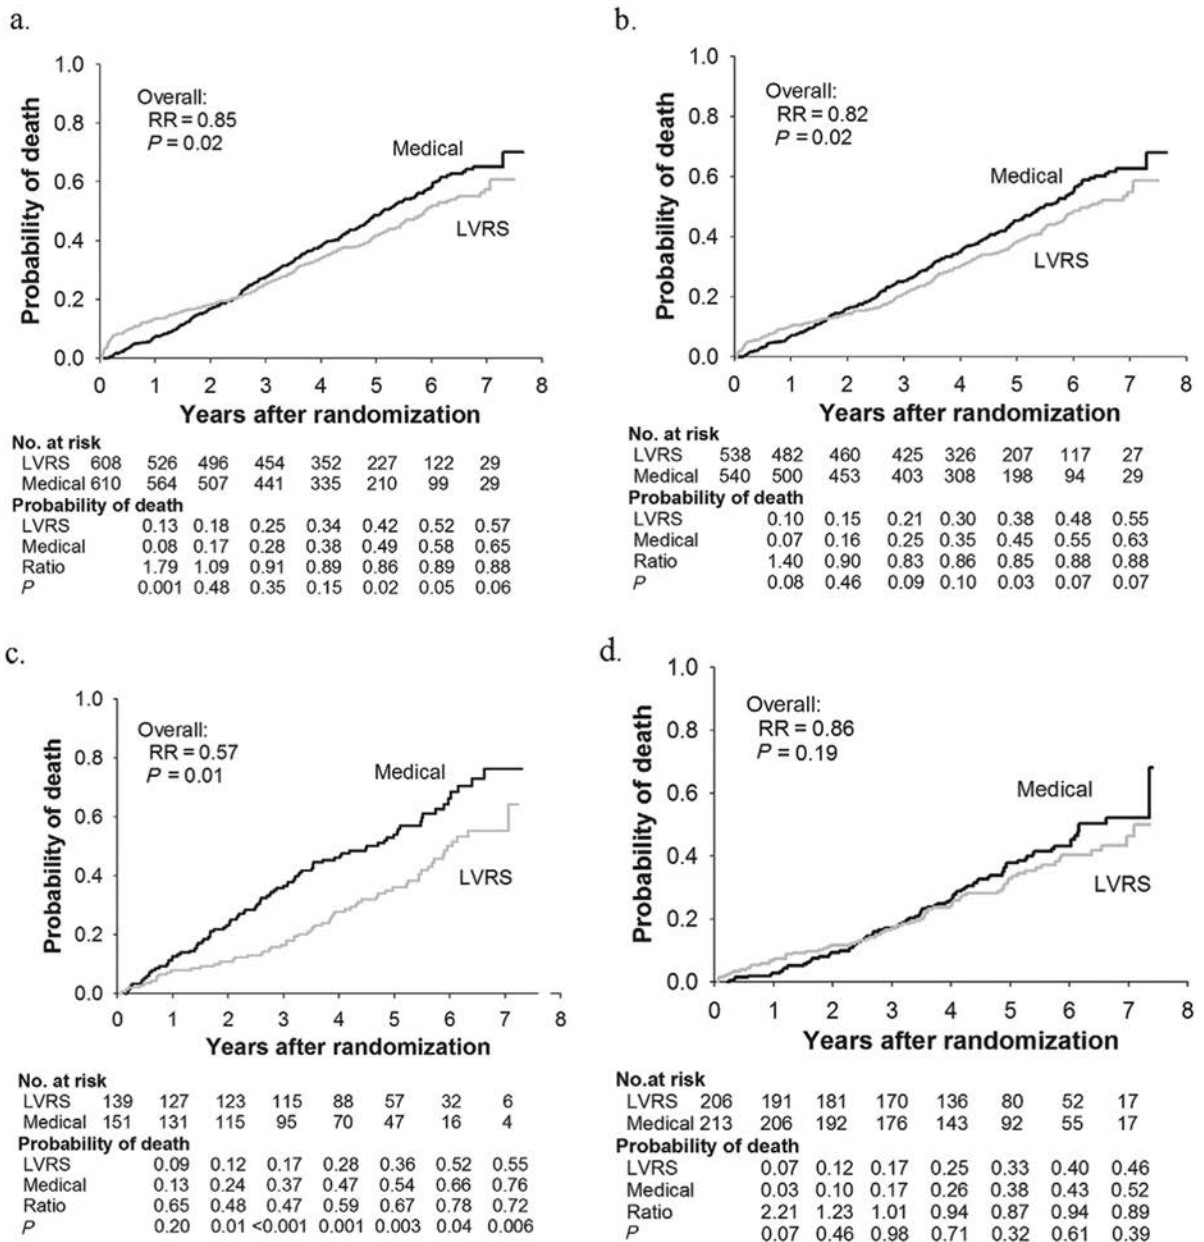 a.
1.0
0.8
0.6
0.4
0.2
0.0
Probability of death
Overall:
RR = 0.85
P = 0.02
Medical
LVRS
0 1 2 3 4 5 6 7 8
Years after randomization
No. at risk
LVRS 608 526 496 454 352 227 122 29
Medical 610 564 507 441 335 210 99 29
Probability of death
LVRS 0.13 0.18 0.25 0.34 0.42 0.52 0.57
Medical 0.08 0.17 0.28 0.38 0.49 0.58 0.65
Ratio 1.79 1.09 0.91 0.89 0.86 0.89 0.88
P 0.001 0.48 0.35 0.15 0.02 0.05 0.06
b.
1.0
0.8
0.6
0.4
0.2
0.0
Probability of death
Overall:
RR = 0.82
P = 0.02
Medical
LVRS
0 1 2 3 4 5 6 7 8
Years after randomization
No. at risk
LVRS 538 482 460 425 326 207 117 27
Medical 540 500 453 403 308 198 94 29
Probability of death
LVRS 0.10 0.15 0.21 0.30 0.38 0.48 0.55
Medical 0.07 0.16 0.25 0.35 0.45 0.55 0.63
Ratio 1.40 0.90 0.83 0.86 0.85 0.88 0.88
P 0.08 0.46 0.09 0.10 0.03 0.07 0.07
c.
1.0
0.8
0.6
0.4
0.2
0.0
Probability of death
Overall:
RR = 0.57
P = 0.01
Medical
LVRS
0 1 2 3 4 5 6 7 8
Years after randomization
No. at risk
LVRS 139 127 123 115 88 57 32 6
Medical 151 131 115 95 70 47 16 4
Probability of death
LVRS 0.09 0.12 0.17 0.28 0.36 0.52 0.55
Medical 0.13 0.24 0.37 0.47 0.54 0.66 0.76
Ratio 0.65 0.48 0.47 0.59 0.67 0.78 0.72
P 0.20 0.01 <0.001 0.001 0.003 0.04 0.006
d.
1.0
0.8
0.6
0.4
0.2
0.0
Probability of death
Overall:
RR = 0.86
P = 0.19
Medical
LVRS
0 1 2 3 4 5 6 7 8
Years after randomization
No.at risk
LVRS 206 191 181 170 136 80 52 17
Medical 213 206 192 176 143 92 55 17
Probability of death
LVRS 0.07 0.12 0.17 0.25 0.33 0.40 0.46
Medical 0.03 0.10 0.17 0.26 0.38 0.43 0.52
Ratio 2.21 1.23 1.01 0.94 0.87 0.94 0.89
P 0.07 0.46 0.98 0.71 0.32 0.61 0.39